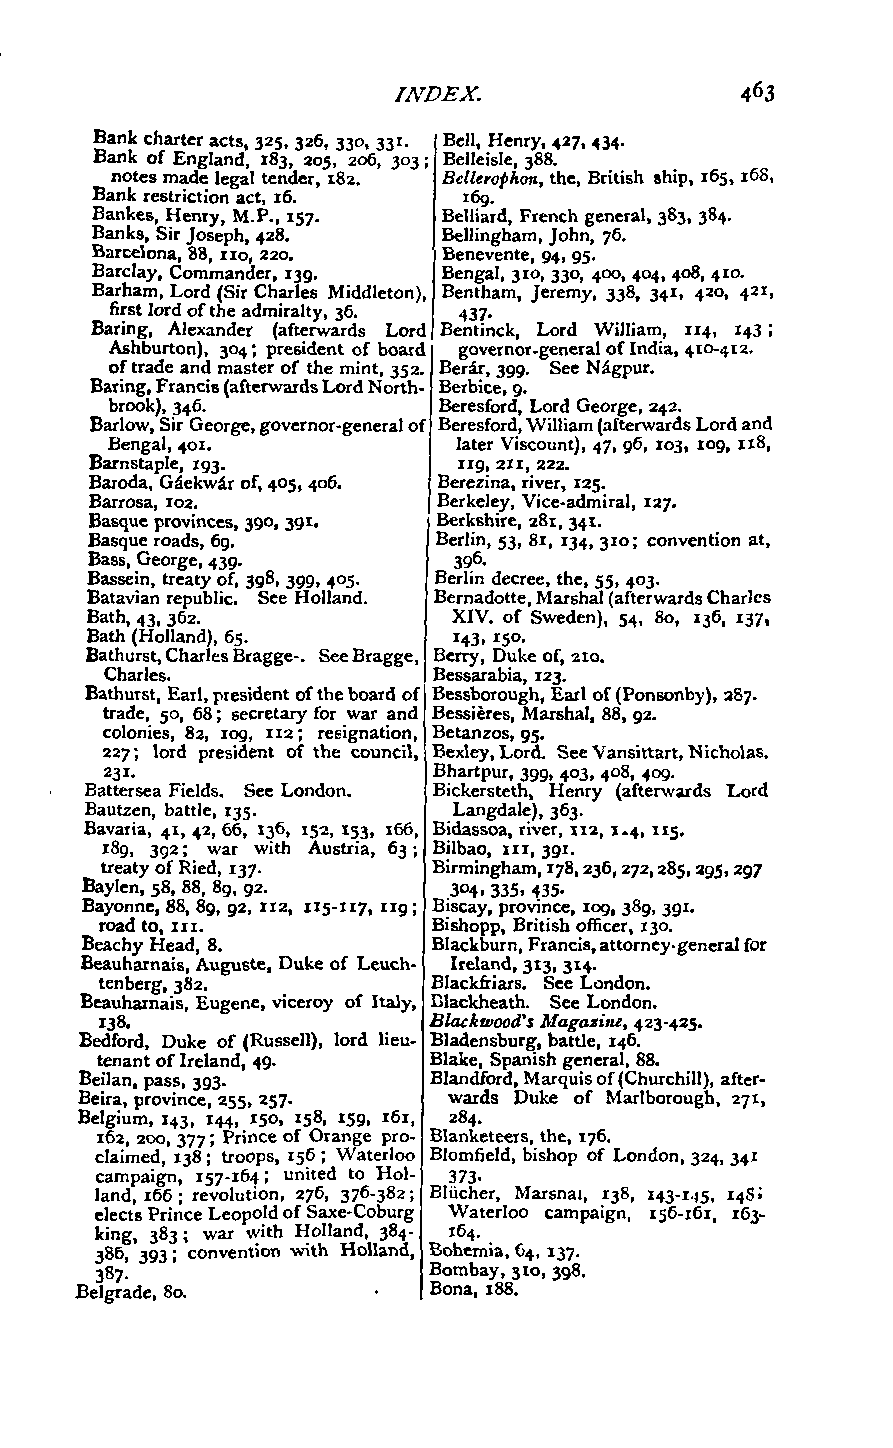 INDEX. 463
Bank charter acts, 325, 326, 330, 331.
Bank of England, 183, 205, 206, 303;
notes made legal tender, 182.
Bank restriction act, 16.
Bankes, Henry, M.P., 157.
Banks, Sir Joseph, 428.
Barcelona, 88, 110, 220.
Barclay, Commander, 139.
Barham, Lord (Sir Charles Middleton),
first lord of the admiralty, 36.
Baring, Alexander (afterwards Lord
Ashburton), 304; president of board
of trade and master of the mint, 352.
Baring, Francis (afterwards Lord North-
brook), 346.
Barlow, Sir George, governor-general of
Bengal, 401.
Barnstaple, 193.
Baroda, Gáekwár of, 405, 406.
Barrosa, 102.
Basque provinces, 390, 391.
Basque roads, 69.
Bass, George, 439.
Bassein, treaty of, 398, 399, 405.
Batavian republic. See Holland.
Bath, 43, 362.
Bath (Holland), 65.
Bathurst, Charles Bragge-. See Bragge,
Charles.
Bathurst, Earl, president of the board of
trade, 50, 68; secretary for war and
colonies, 82, 109, 112; resignation,
227; lord president of the council,
231.
Battersea Fields. See London.
Bautzen, battle, 135.
Bavaria, 41, 42, 66, 136, 152, 153, 166,
189, 392; war with Austria, 63;
treaty of Ried, 137.
Baylen, 58, 88, 89, 92.
Bayonne, 88, 89, 92, 112, 115-117, 119;
road to, 111.
Beachy Head, 8.
Beauharnais, Auguste, Duke of Leuch-
tenberg, 382.
Beauharnais, Eugene, viceroy of Italy,
138.
Bedford, Duke of (Russell), lord lieu-
tenant of Ireland, 49.
Beilan, pass, 393.
Beira, province, 255, 257.
Belgium, 143, 144, 150, 158, 159, 161,
162, 200, 377; Prince of Orange pro-
claimed, 138; troops, 156; Waterloo
campaign, 157-164; united to Hol-
land, 166; revolution, 276, 376-382;
elects Prince Leopold of Saxe-Coburg
king, 383; war with Holland, 384-
386, 393; convention with Holland,
387.
Belgrade, 80.
Bell, Henry, 427, 434.
Belleisle, 388.
Bellerophon, the, British ship, 165, 168,
169.
Belliard, French general, 383, 384.
Bellingham, John, 76.
Benevente, 94, 95.
Bengal, 310, 330, 400, 404, 408, 410.
Bentham, Jeremy, 338, 341, 420, 421,
437.
Bentinck, Lord William, 114, 143;
governor-general of India, 410-412.
Berár, 399. See Nágpur.
Berbice, 9.
Beresford, Lord George, 242.
Beresford, William (afterwards Lord and
later Viscount), 47, 96, 103, 109, 118,
119, 211, 222.
Berezina, river, 125.
Berkeley, Vice-admiral, 127.
Berkshire, 281, 341.
Berlin, 53, 81, 134, 310; convention at,
396.
Berlin decree, the, 55, 403.
Bernadotte, Marshal (afterwards Charles
XIV. of Sweden), 54, 80, 136, 137,
143, 150.
Berry, Duke of, 210.
Bessarabia, 123.
Bessborough, Earl of (Ponsonby), 287.
Bessières, Marshal, 88, 92.
Betanzos, 95.
Bexley, Lord. See Vansittart, Nicholas.
Bhartpur, 399, 403, 408, 409.
Bickersteth, Henry (afterwards Lord
Langdale), 363.
Bidassoa, river, 112, 115.
Bilbao, 111, 391.
Birmingham, 178, 236, 272, 285, 295, 297
304, 335, 435.
Biscay, province, 109, 389, 391.
Bishopp, British officer, 130.
Blackburn, Francis, attorney-general for
Ireland, 313, 314.
Blackfriars. See London.
Blackheath. See London.
Blackwood's Magazine, 423-425.
Bladensburg, battle, 146.
Blake, Spanish general, 88.
Blandford, Marquis of (Churchill), after-
wards Duke of Marlborough, 271,
284.
Blanketeers, the, 176.
Blomfield, bishop of London, 324, 341
373.
Blücher, Marsnal, 138, 143-145, 148;
Waterloo campaign, 156-161, 163-
164.
Bohemia, 64, 137.
Bombay, 310, 398.
Bona, 188.